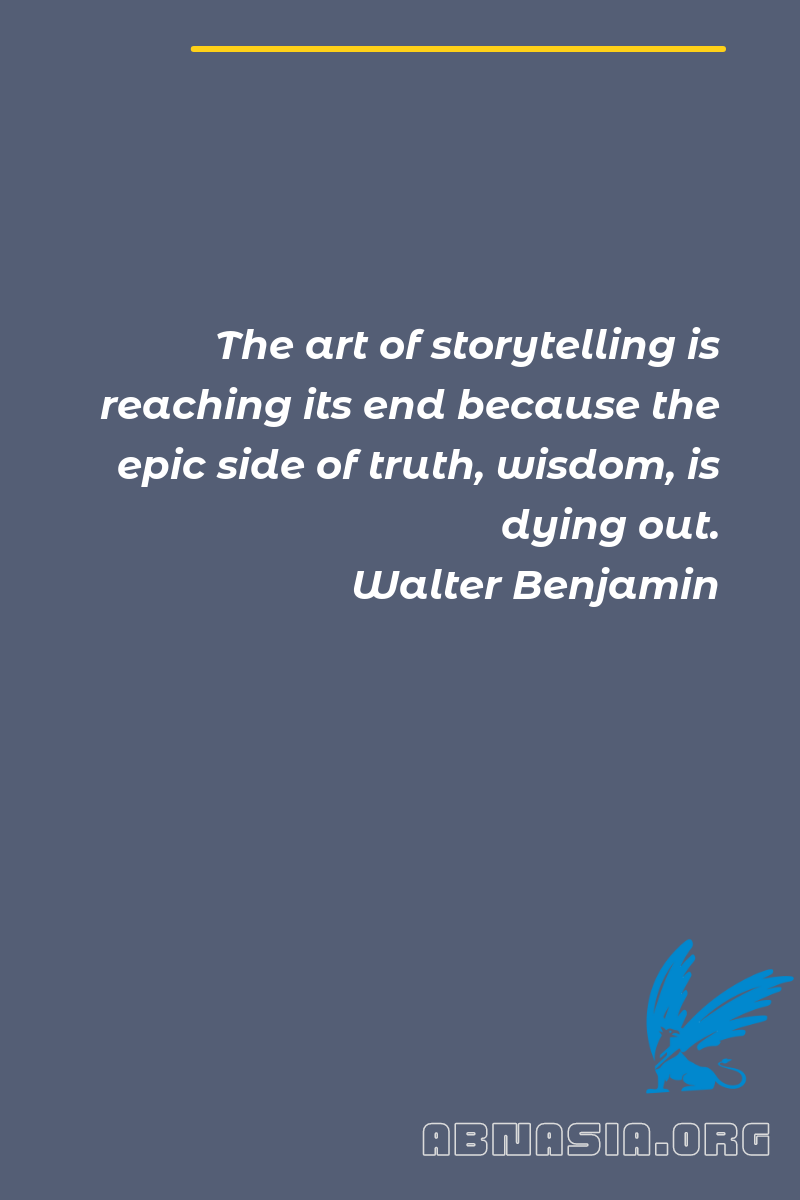 The art of storytelling is
reaching its end because the
epic side of truth, wisdom, is
dying out.
Walter Benjamin
ABNASIA.ORG